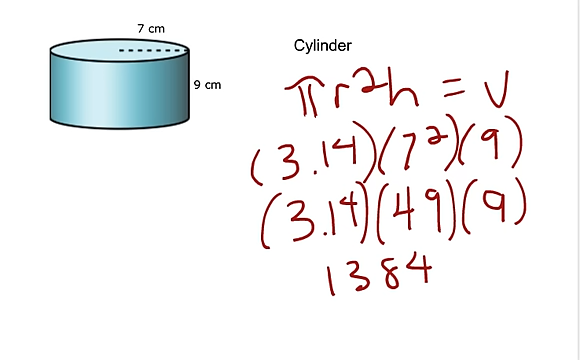 7 cm
Cylinder
9 cm
πr²h = V
(3.14)(7²)(9)
(3.14)(49)(9)
1384